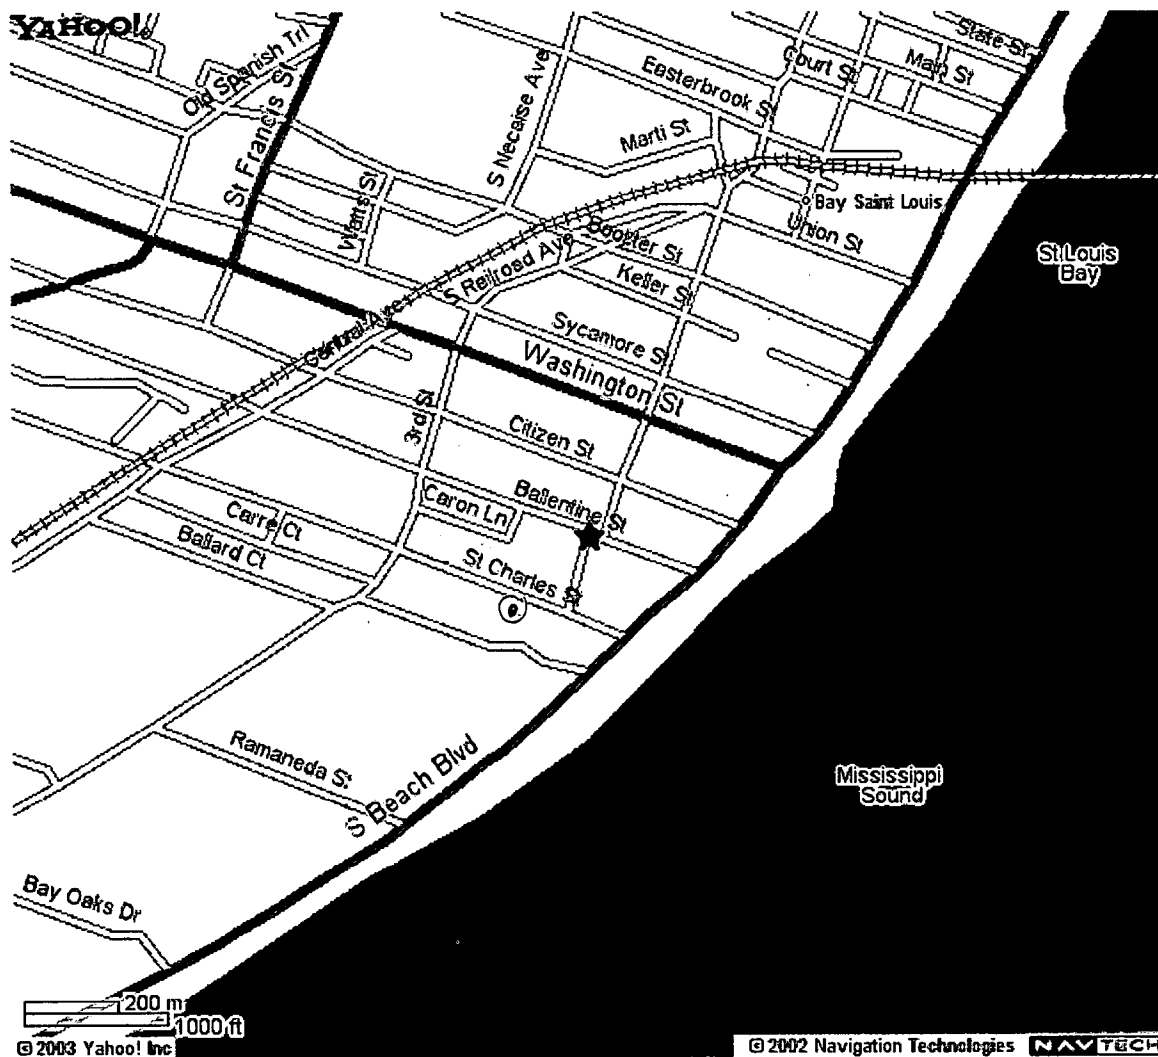 YAHOO!
State St
Main St
Court St
Old Spanish Trl
Easterbrook St
S Necaise Ave
Marti St
St Francis St
Watts St
Bay Saint Louis
Union St
Bookter St
S Railroad Ave
Keller St
St Louis
Bay
Central Ave
Sycamore St
Washington St
3rd St
Citizen St
Ballentine St
Caron Ln
Carre Ct
Ballard Ct
St Charles St
Ramaneda St
S Beach Blvd
Mississippi
Sound
Bay Oaks Dr
200 m
1000 ft
© 2003 Yahoo! Inc
© 2002 Navigation Technologies
NAVTECH